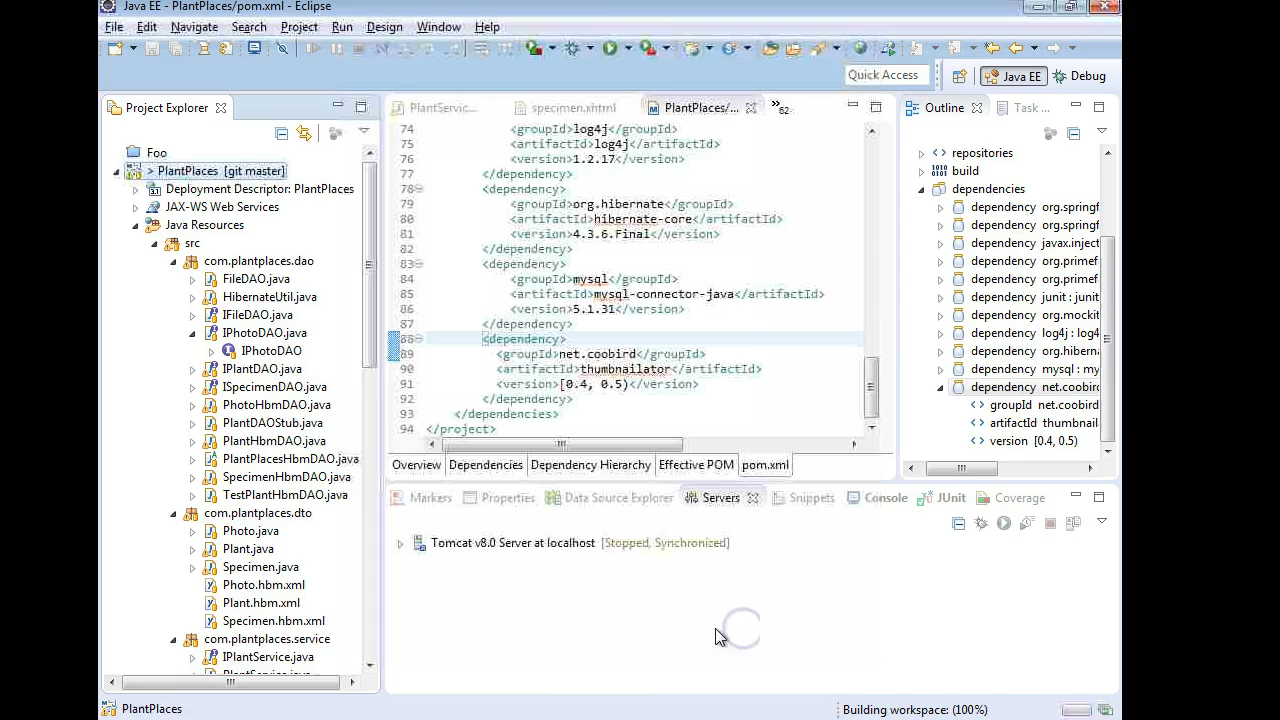 Java EE - PlantPlaces/pom.xml - Eclipse
File Edit Navigate Search Project Run Design Window Help
Quick Access
Java EE
Debug
Project Explorer
Foo
> PlantPlaces [git master]
Deployment Descriptor: PlantPlaces
JAX-WS Web Services
Java Resources
src
com.plantplaces.dao
FileDAO.java
HibernateUtil.java
IFileDAO.java
IPhotoDAO.java
IPhotoDAO
IPlantDAO.java
ISpecimenDAO.java
PhotoHbmDAO.java
PlantDAOStub.java
PlantHbmDAO.java
PlantPlacesHbmDAO.java
SpecimenHbmDAO.java
TestPlantHbmDAO.java
com.plantplaces.dto
Photo.java
Plant.java
Specimen.java
Photo.hbm.xml
Plant.hbm.xml
Specimen.hbm.xml
com.plantplaces.service
IPlantService.java
PlantServic...
specimen.xhtml
PlantPlaces/...
»62
74 <groupId>log4j</groupId>
75 <artifactId>log4j</artifactId>
76 <version>1.2.17</version>
77 </dependency>
78 <dependency>
79 <groupId>org.hibernate</groupId>
80 <artifactId>hibernate-core</artifactId>
81 <version>4.3.6.Final</version>
82 </dependency>
83 <dependency>
84 <groupId>mysql</groupId>
85 <artifactId>mysql-connector-java</artifactId>
86 <version>5.1.31</version>
87 </dependency>
88 <dependency>
89 <groupId>net.coobird</groupId>
90 <artifactId>thumbnailator</artifactId>
91 <version>[0.4, 0.5)</version>
92 </dependency>
93 </dependencies>
94 </project>
Overview Dependencies Dependency Hierarchy Effective POM pom.xml
Outline
Task ...
repositories
build
dependencies
dependency org.springf
dependency org.springf
dependency javax.inject
dependency org.primef
dependency org.primef
dependency junit : junit
dependency org.mockit
dependency log4j : log4
dependency org.hiberna
dependency mysql : my
dependency net.coobird
groupId net.coobird
artifactId thumbnail
version [0.4, 0.5)
Markers Properties Data Source Explorer Servers Snippets Console JUnit Coverage
Tomcat v8.0 Server at localhost [Stopped, Synchronized]
PlantPlaces
Building workspace: (100%)